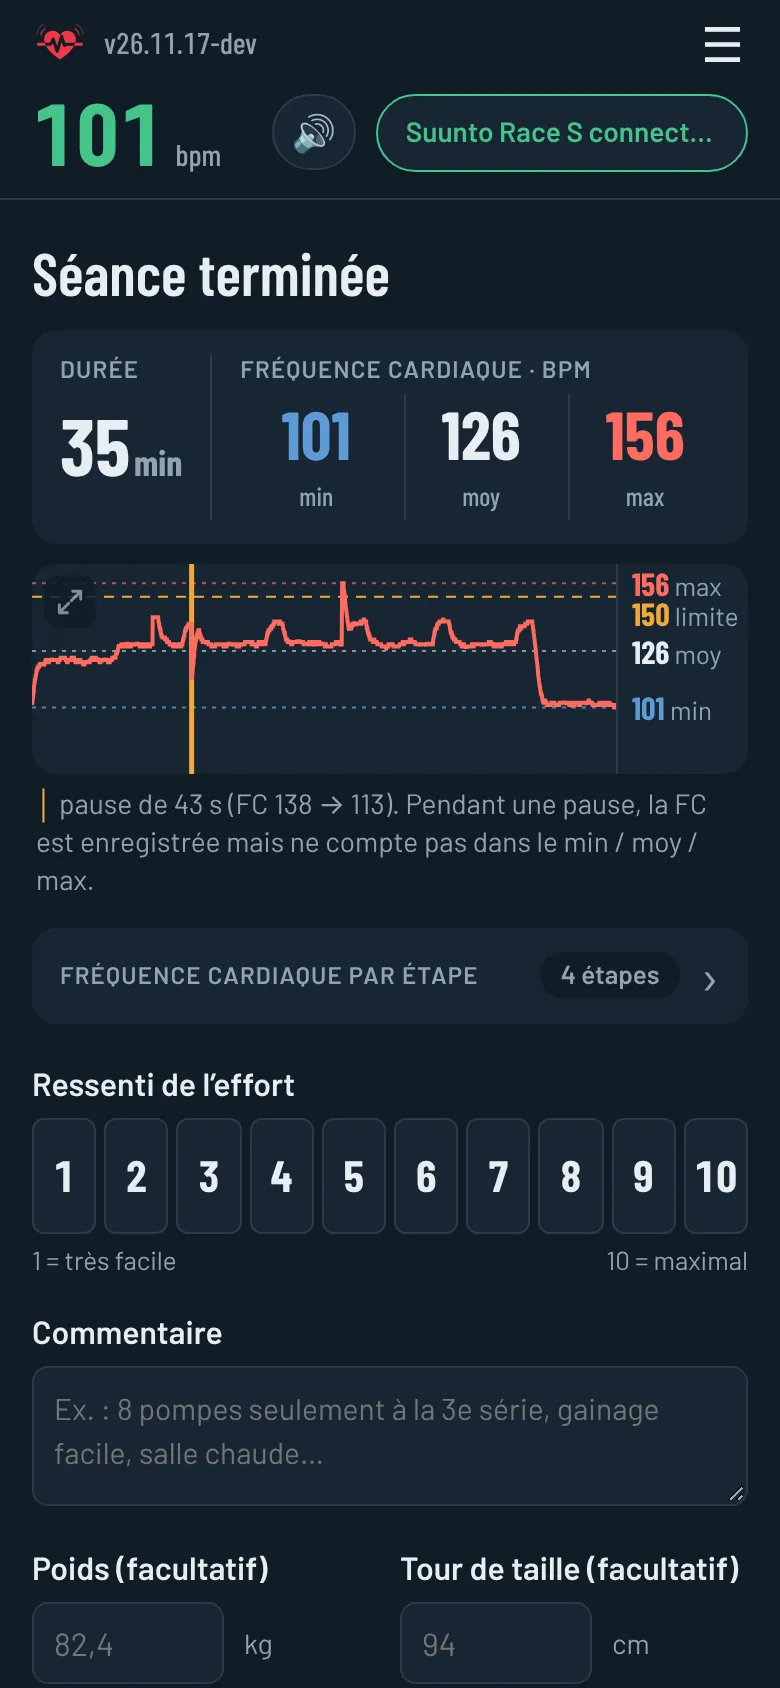 v26.11.17-dev
101 bpm
Suunto Race S connect...
Séance terminée
DURÉE
FRÉQUENCE CARDIAQUE · BPM
35 min
101
126
156
min
moy
max
156 max
150 limite
126 moy
101 min
pause de 43 s (FC 138 → 113). Pendant une pause, la FC
est enregistrée mais ne compte pas dans le min / moy /
max.
FRÉQUENCE CARDIAQUE PAR ÉTAPE
4 étapes
Ressenti de l’effort
1 2 3 4 5 6 7 8 9 10
1 = très facile
10 = maximal
Commentaire
Ex. : 8 pompes seulement à la 3e série, gainage
facile, salle chaude...
Poids (facultatif)
Tour de taille (facultatif)
82,4 kg
94 cm